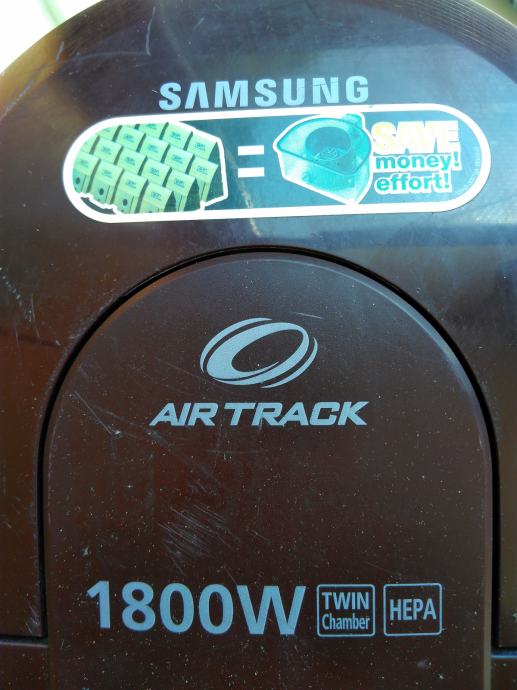 SAMSUNG
=
SAVE
money!
effort!
AIR TRACK
1800W
TWIN
Chamber
HEPA